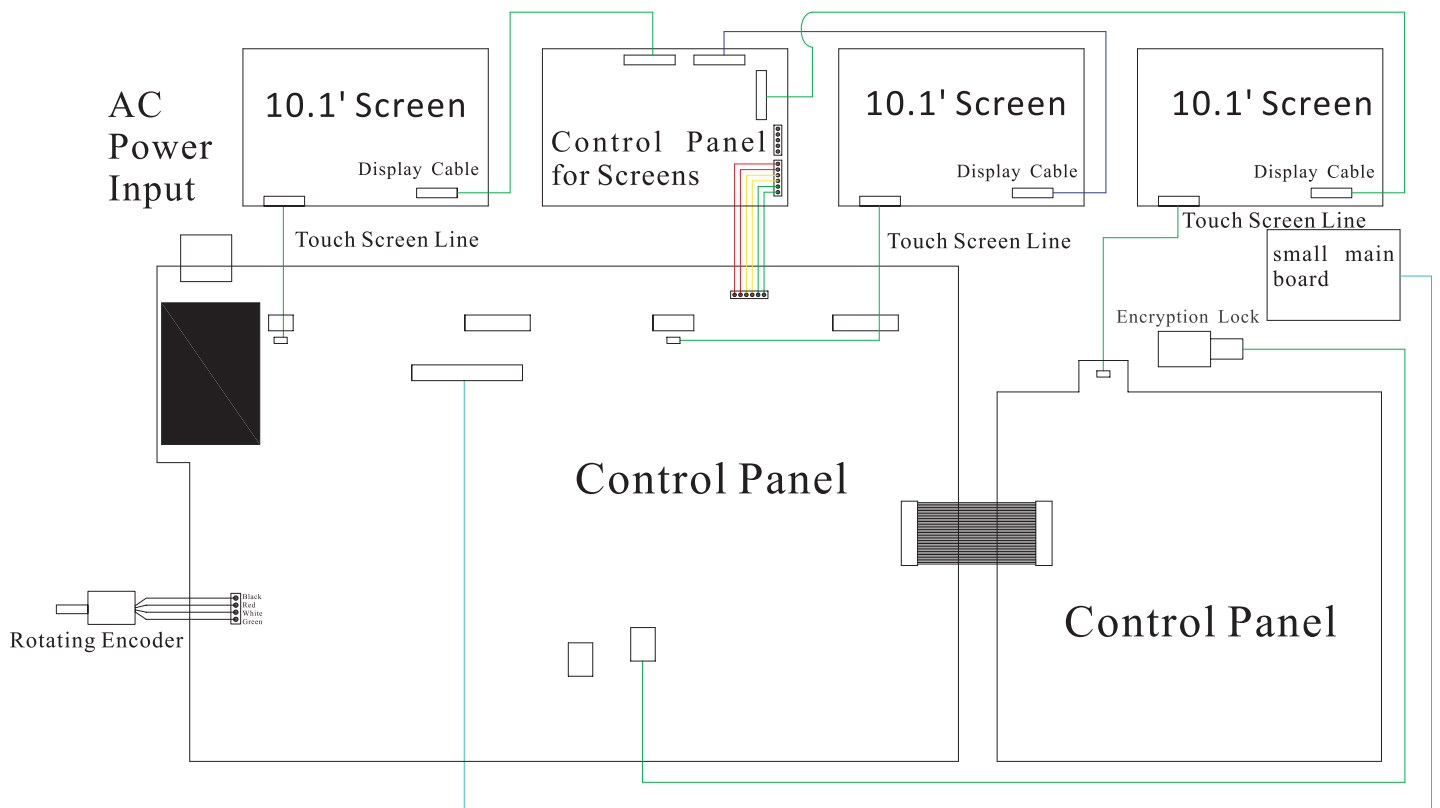 AC
Power
Input
10.1' Screen
Display Cable
Touch Screen Line
Control Panel
for Screens
10.1' Screen
Display Cable
Touch Screen Line
10.1' Screen
Display Cable
Touch Screen Line
small main
board
Encryption Lock
Control Panel
Black
Red
White
Green
Rotating Encoder
Control Panel